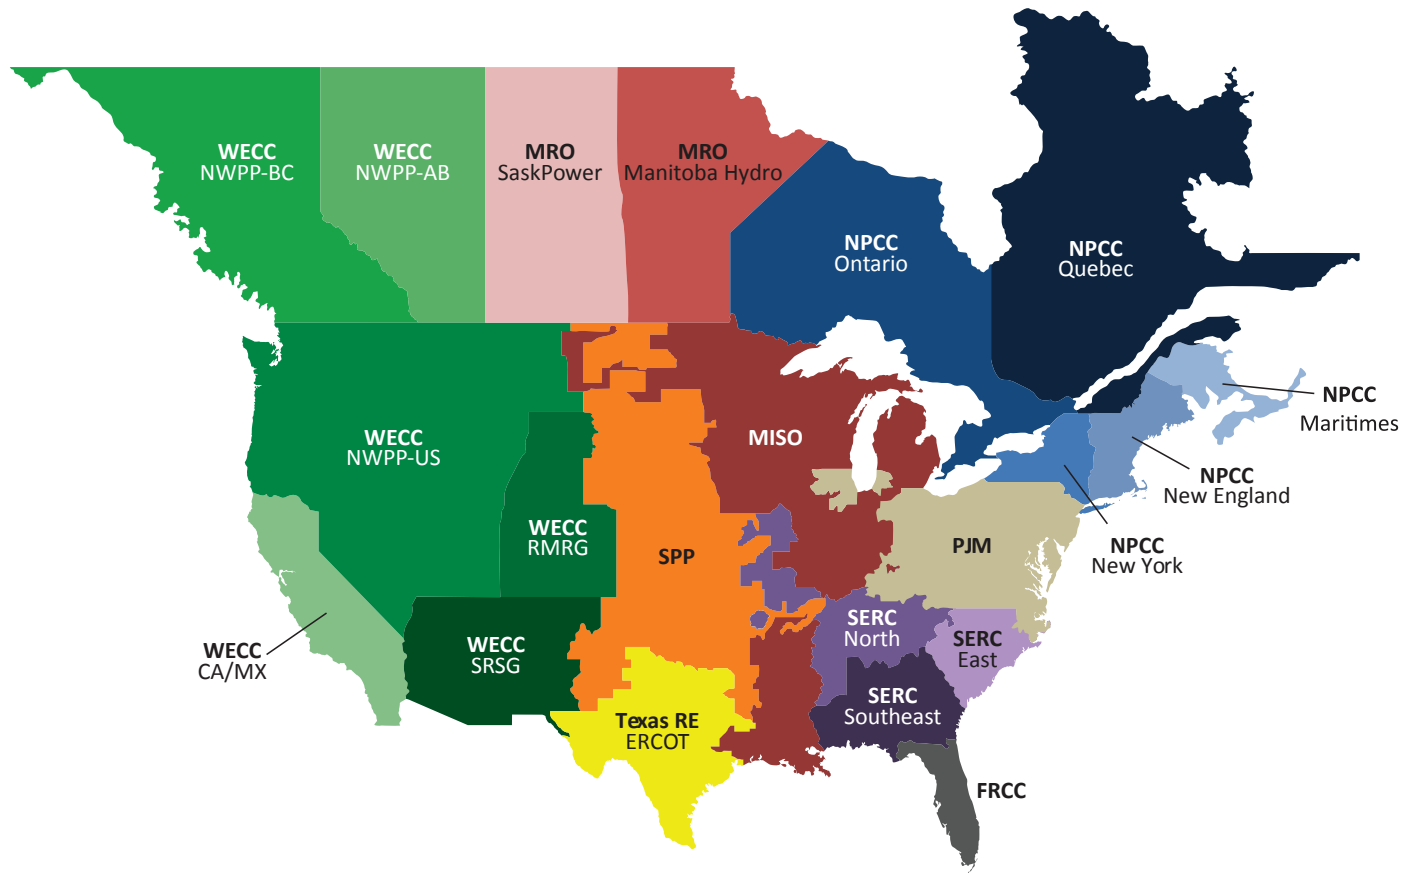 WECC
NWPP-BC
WECC
NWPP-AB
MRO
SaskPower
MRO
Manitoba Hydro
NPCC
Ontario
NPCC
Quebec
NPCC
Maritimes
WECC
NWPP-US
MISO
NPCC
New England
WECC
RMRG
SPP
PJM
NPCC
New York
WECC
CA/MX
WECC
SRSG
SERC
North
SERC
East
SERC
Southeast
Texas RE
ERCOT
FRCC